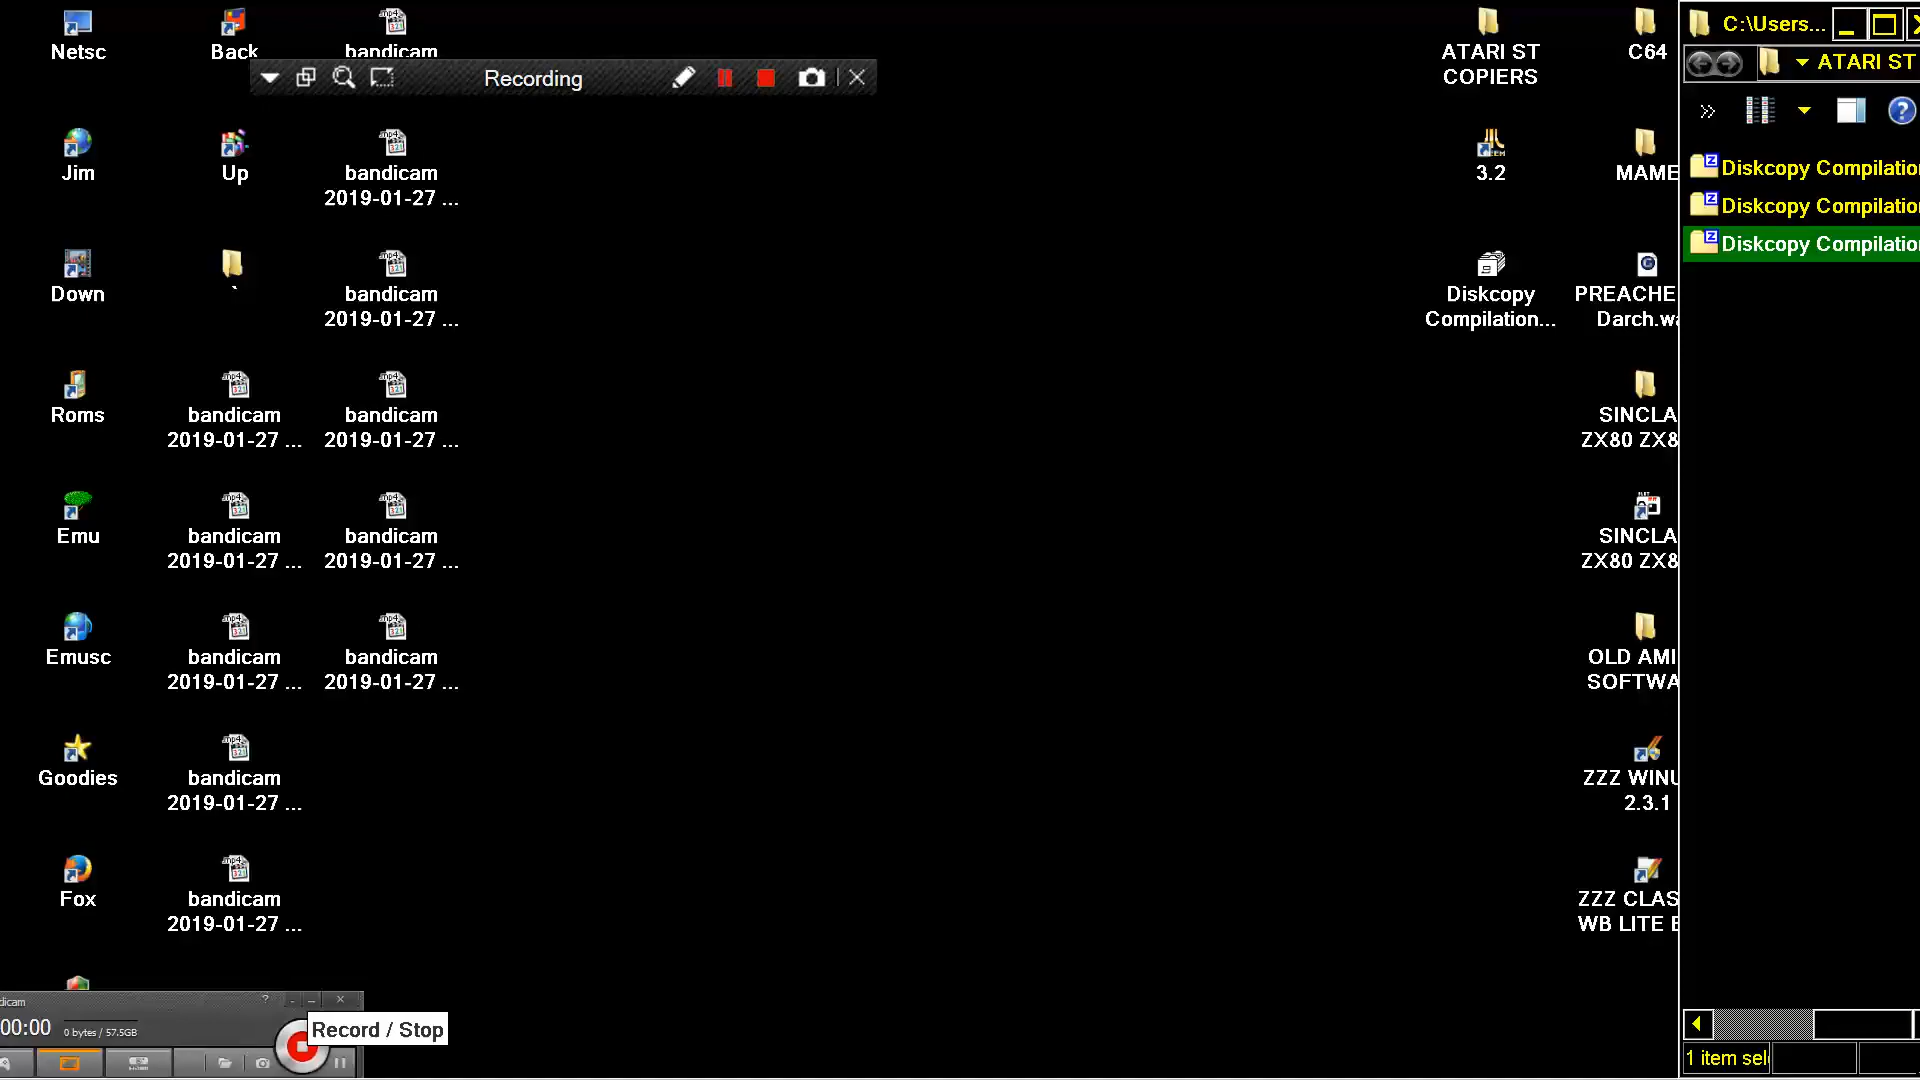 Netsc
Back
bandicam
Recording
ATARI ST
COPIERS
C64
C:\Users...
ATARI ST
Jim
Up
bandicam
2019-01-27 ...
3.2
MAME
Diskcopy Compilation
Diskcopy Compilation
Diskcopy Compilation
Down
`
bandicam
2019-01-27 ...
Diskcopy
Compilation...
PREACHE
Darch.wa
Roms
bandicam
2019-01-27 ...
bandicam
2019-01-27 ...
SINCLA
ZX80 ZX8
Emu
bandicam
2019-01-27 ...
bandicam
2019-01-27 ...
SINCLA
ZX80 ZX8
Emusc
bandicam
2019-01-27 ...
bandicam
2019-01-27 ...
OLD AMI
SOFTWA
Goodies
bandicam
2019-01-27 ...
ZZZ WINU
2.3.1
Fox
bandicam
2019-01-27 ...
ZZZ CLAS
WB LITE E
dicam
00:00
0 bytes / 57.5GB
Record / Stop
1 item sel